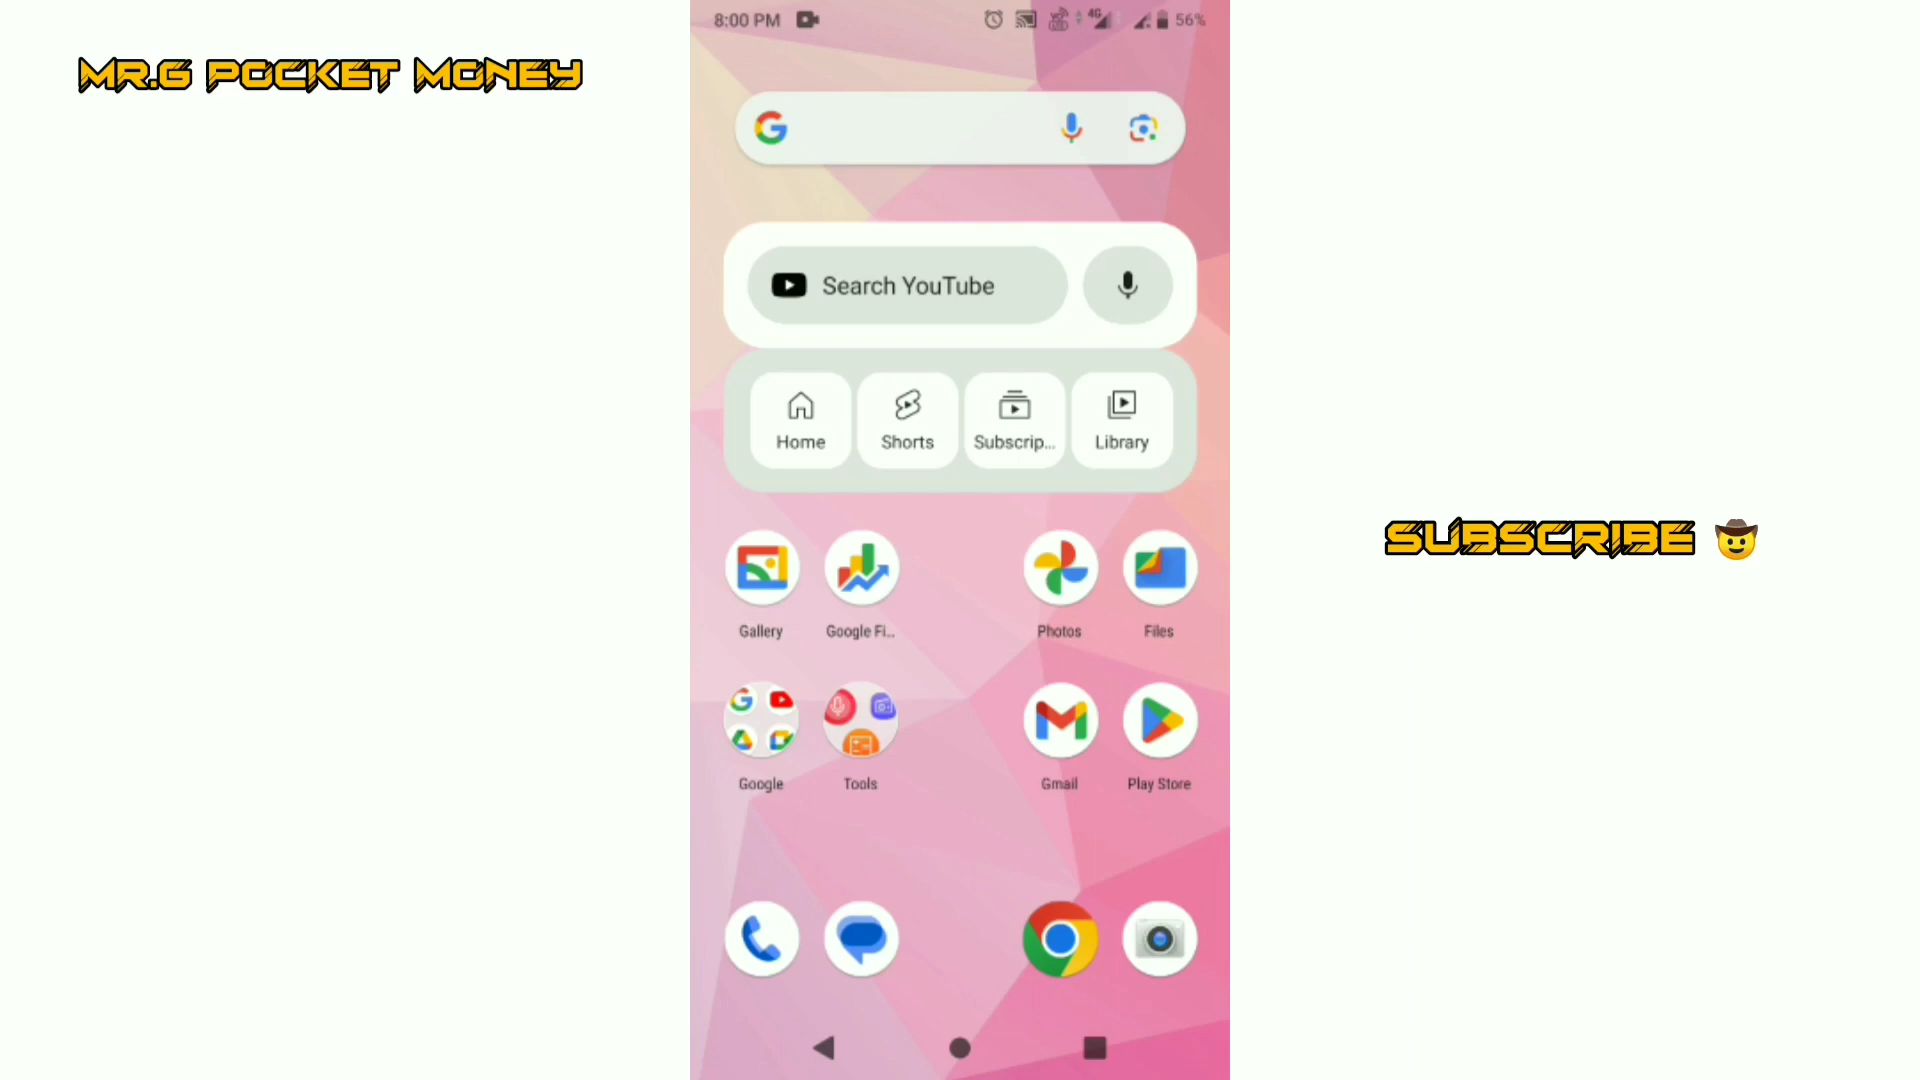 8:00 PM
4G
56%
MR.G POCKET MONEY
Search YouTube
Home
Shorts
Subscrip...
Library
SUBSCRIBE 🤠
Gallery
Google Fi...
Photos
Files
Google
Tools
Gmail
Play Store